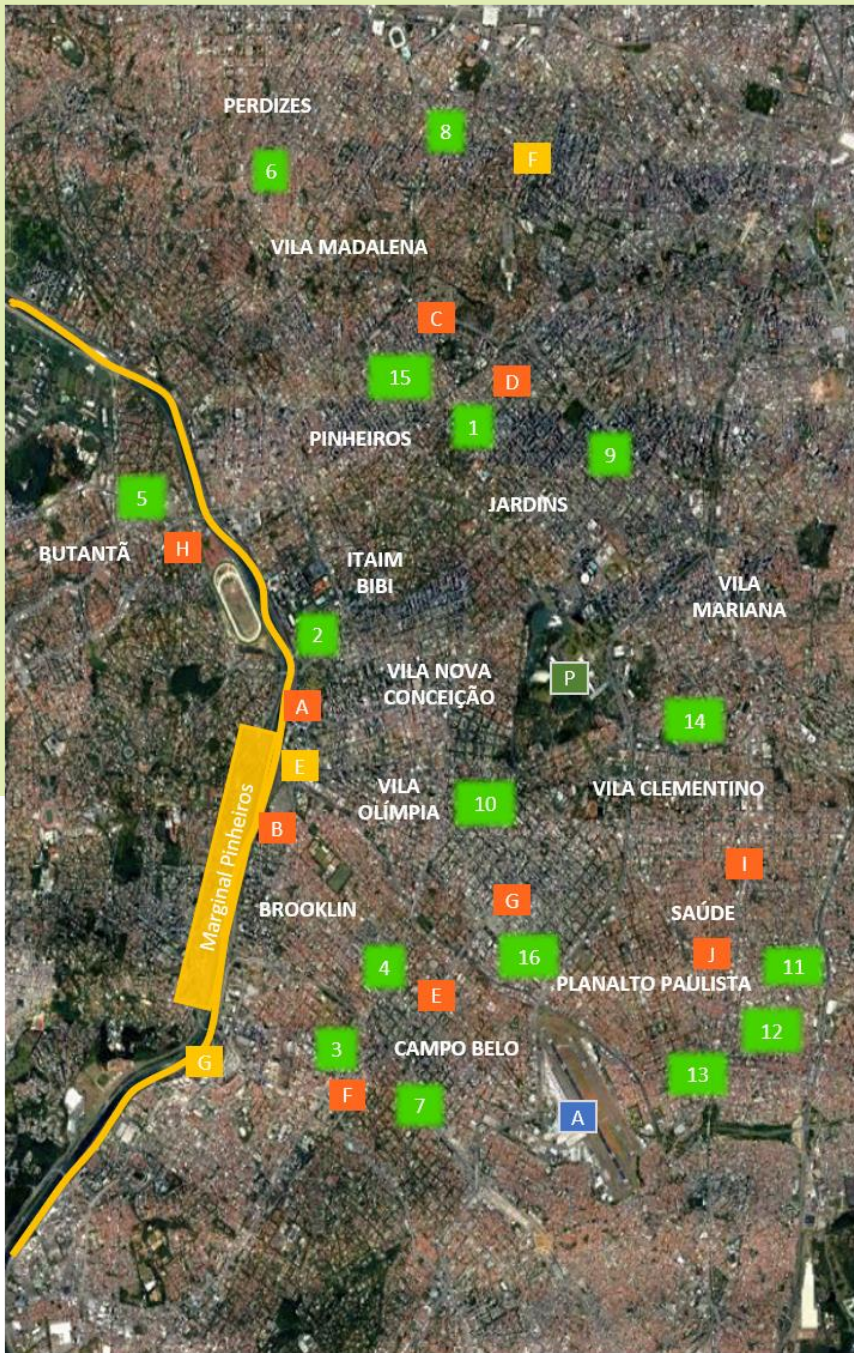 PERDIZES
8
F
6
VILA MADALENA
C
15
D
1
PINHEIROS
9
5
JARDINS
H
BUTANTÃ
ITAIM
BIBI
VILA
MARIANA
2
VILA NOVA
CONCEIÇÃO
P
A
14
E
VILA
OLÍMPIA
VILA CLEMENTINO
10
B
Marginal Pinheiros
I
G
BROOKLIN
SAÚDE
4
16
J
11
PLANALTO PAULISTA
E
12
3
CAMPO BELO
G
13
F
7
A